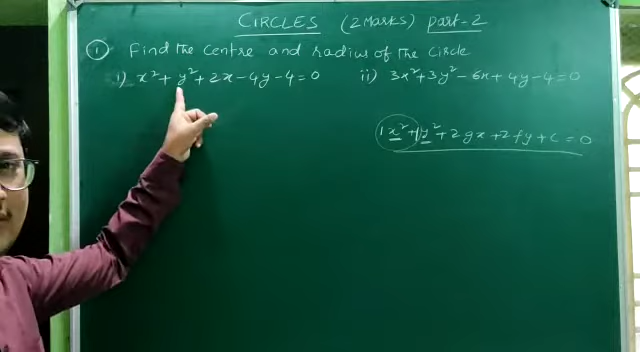 CIRCLES (2 Marks) part-2
1 Find the centre and radius of the Circle
i) x² + y² + 2x - 4y - 4 = 0 ii) 3x² + 3y² - 6x + 4y - 4 = 0
1x² + 1y² + 2gx + 2fy + c = 0